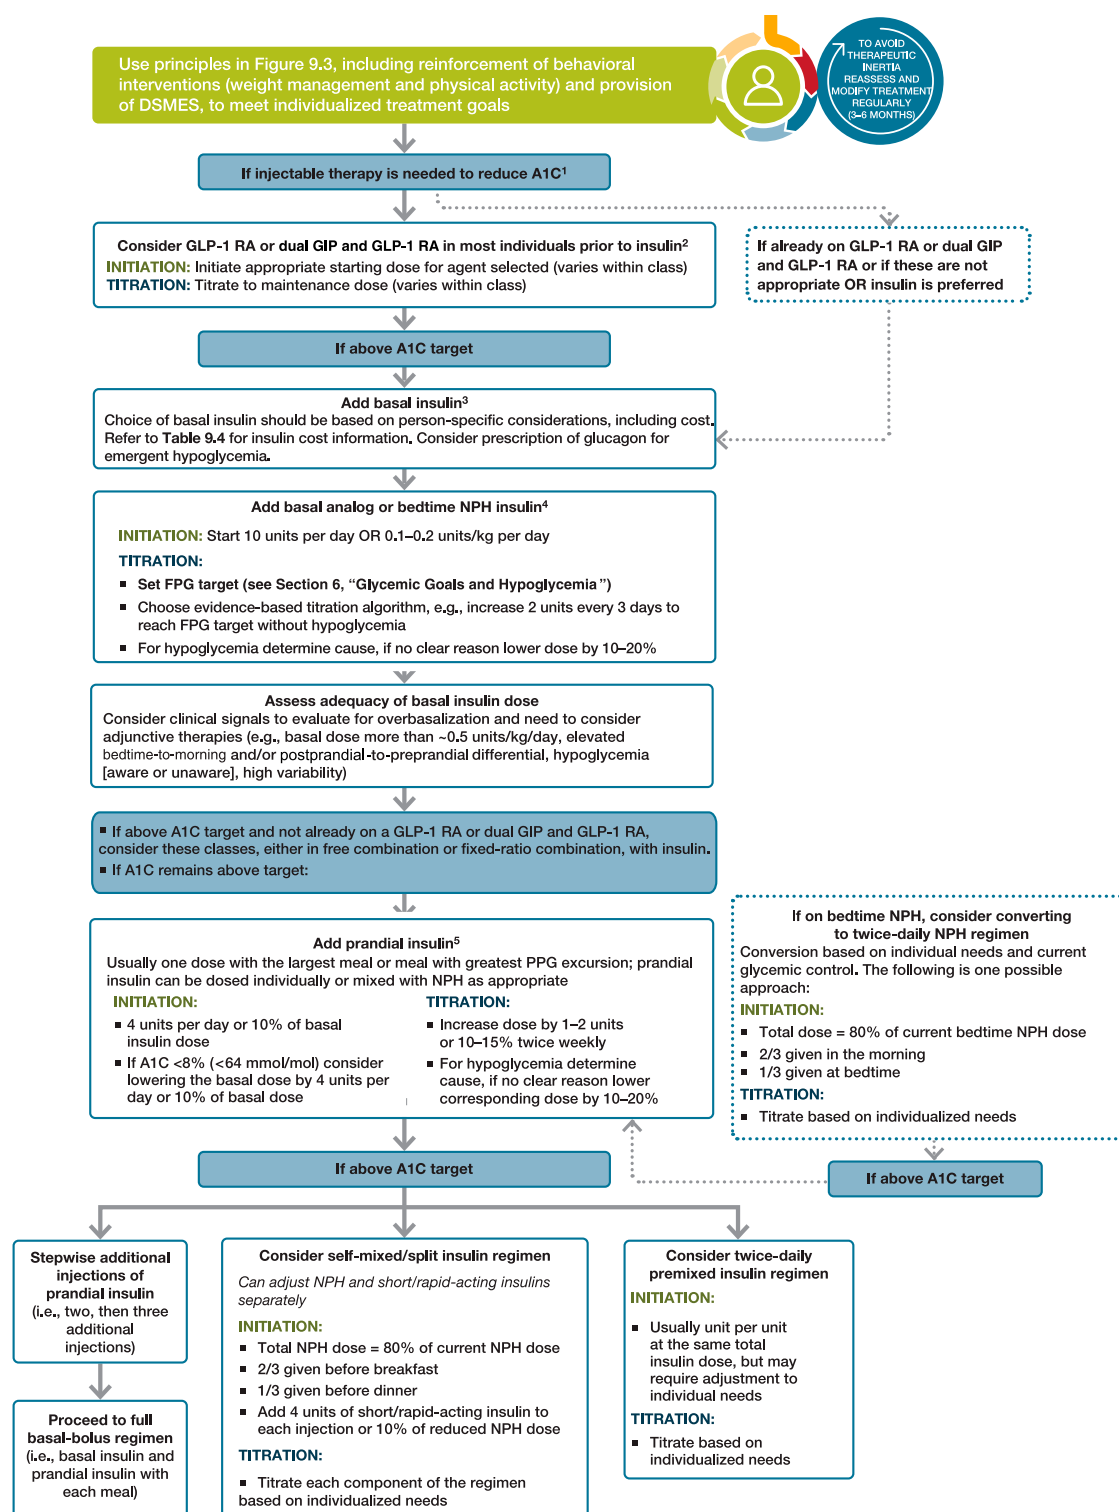 Use principles in Figure 9.3, including reinforcement of behavioral
interventions (weight management and physical activity) and provision
of DSMES, to meet individualized treatment goals
TO AVOID
THERAPEUTIC
INERTIA
REASSESS AND
MODIFY TREATMENT
REGULARLY
(3–6 MONTHS)
If injectable therapy is needed to reduce A1C¹
Consider GLP-1 RA or dual GIP and GLP-1 RA in most individuals prior to insulin²
INITIATION: Initiate appropriate starting dose for agent selected (varies within class)
TITRATION: Titrate to maintenance dose (varies within class)
If already on GLP-1 RA or dual GIP
and GLP-1 RA or if these are not
appropriate OR insulin is preferred
If above A1C target
Add basal insulin³
Choice of basal insulin should be based on person-specific considerations, including cost.
Refer to Table 9.4 for insulin cost information. Consider prescription of glucagon for
emergent hypoglycemia.
Add basal analog or bedtime NPH insulin⁴
INITIATION: Start 10 units per day OR 0.1–0.2 units/kg per day
TITRATION:
▪ Set FPG target (see Section 6, “Glycemic Goals and Hypoglycemia”)
▪ Choose evidence-based titration algorithm, e.g., increase 2 units every 3 days to
reach FPG target without hypoglycemia
▪ For hypoglycemia determine cause, if no clear reason lower dose by 10–20%
Assess adequacy of basal insulin dose
Consider clinical signals to evaluate for overbasalization and need to consider
adjunctive therapies (e.g., basal dose more than ~0.5 units/kg/day, elevated
bedtime-to-morning and/or postprandial-to-preprandial differential, hypoglycemia
[aware or unaware], high variability)
▪ If above A1C target and not already on a GLP-1 RA or dual GIP and GLP-1 RA,
consider these classes, either in free combination or fixed-ratio combination, with insulin.
▪ If A1C remains above target:
Add prandial insulin⁵
Usually one dose with the largest meal or meal with greatest PPG excursion; prandial
insulin can be dosed individually or mixed with NPH as appropriate
INITIATION:
▪ 4 units per day or 10% of basal
insulin dose
▪ If A1C <8% (<64 mmol/mol) consider
lowering the basal dose by 4 units per
day or 10% of basal dose
TITRATION:
▪ Increase dose by 1–2 units
or 10–15% twice weekly
▪ For hypoglycemia determine
cause, if no clear reason lower
corresponding dose by 10–20%
If on bedtime NPH, consider converting
to twice-daily NPH regimen
Conversion based on individual needs and current
glycemic control. The following is one possible
approach:
INITIATION:
▪ Total dose = 80% of current bedtime NPH dose
▪ 2/3 given in the morning
▪ 1/3 given at bedtime
TITRATION:
▪ Titrate based on individualized needs
If above A1C target
If above A1C target
Stepwise additional
injections of
prandial insulin
(i.e., two, then three
additional
injections)
Proceed to full
basal-bolus regimen
(i.e., basal insulin and
prandial insulin with
each meal)
Consider self-mixed/split insulin regimen
Can adjust NPH and short/rapid-acting insulins
separately
INITIATION:
▪ Total NPH dose = 80% of current NPH dose
▪ 2/3 given before breakfast
▪ 1/3 given before dinner
▪ Add 4 units of short/rapid-acting insulin to
each injection or 10% of reduced NPH dose
TITRATION:
▪ Titrate each component of the regimen
based on individualized needs
Consider twice-daily
premixed insulin regimen
INITIATION:
▪ Usually unit per unit
at the same total
insulin dose, but may
require adjustment to
individual needs
TITRATION:
▪ Titrate based on
individualized needs